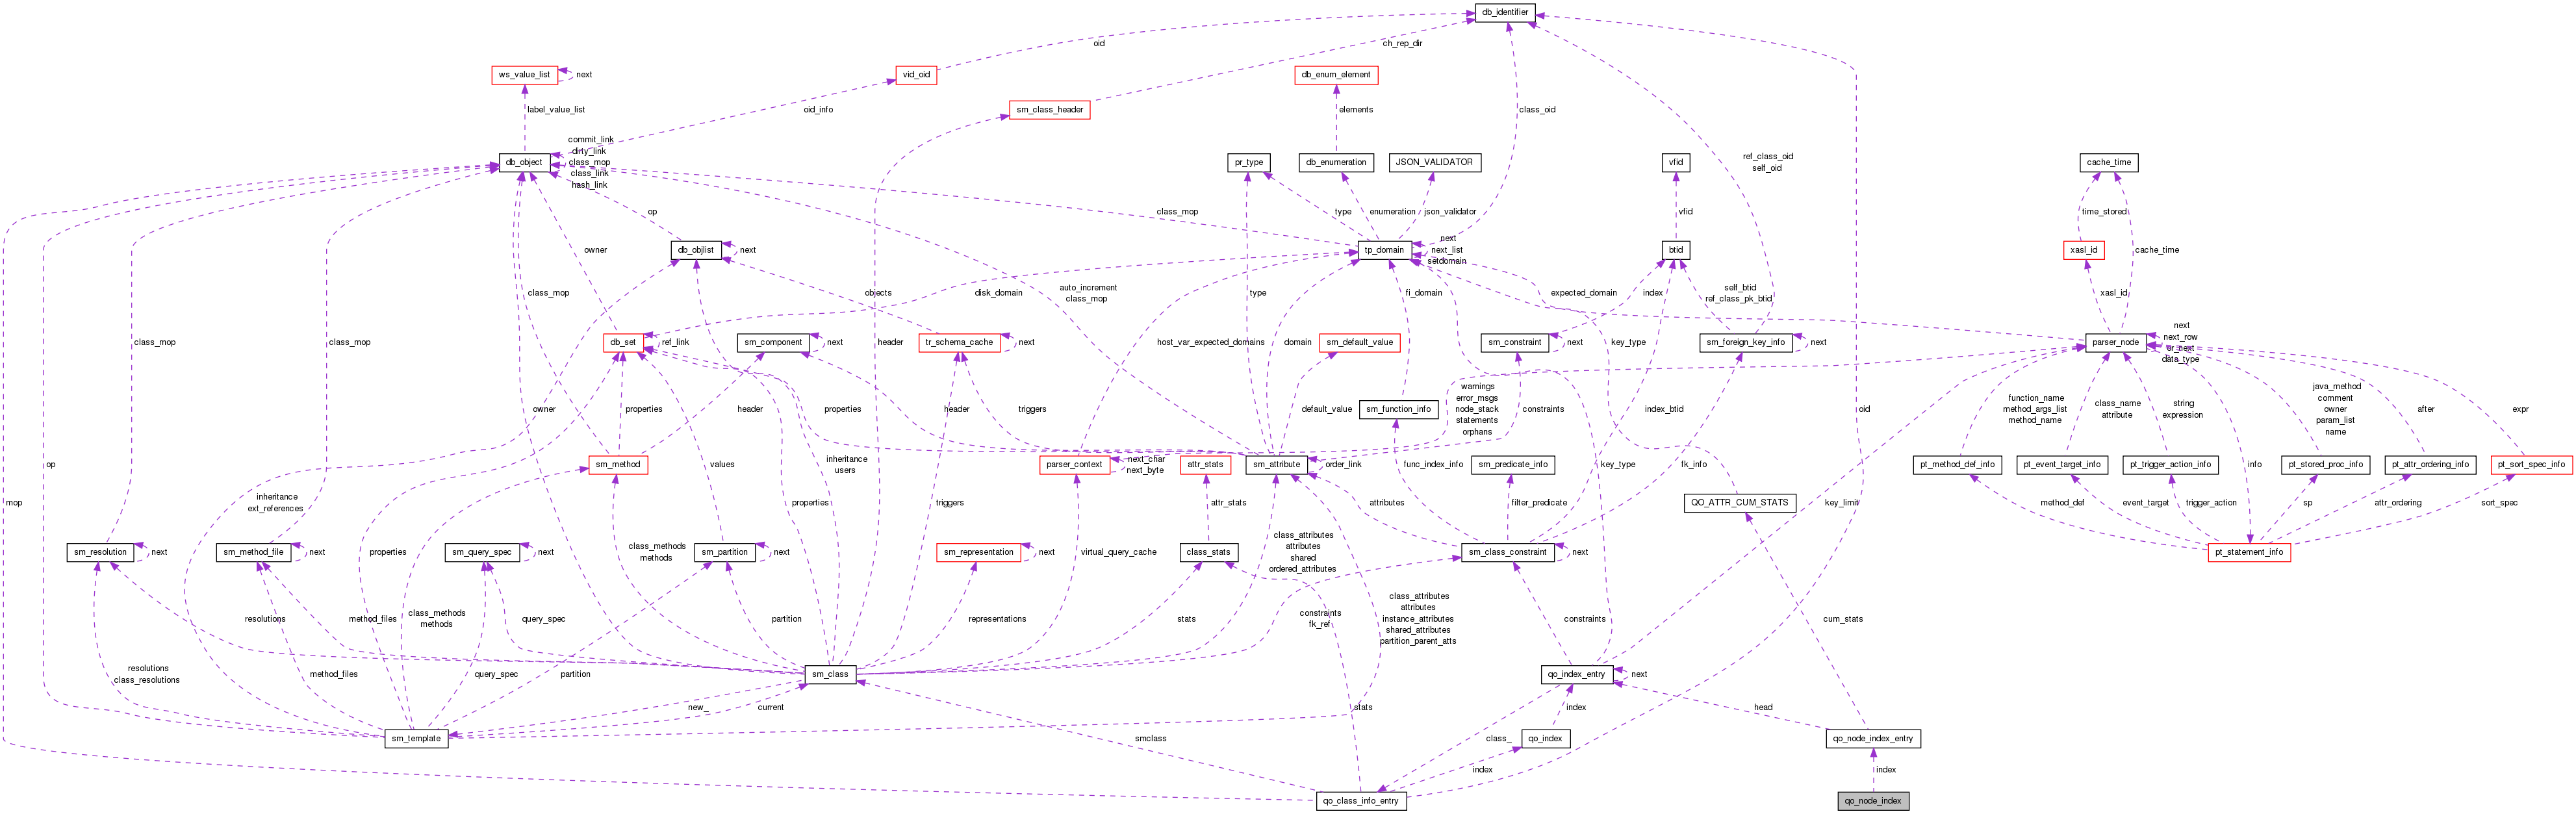 db_identifier
oid
ch_rep_dir
ws_value_list
next
vid_oid
db_enum_element
sm_class_header
label_value_list
oid_info
elements
class_oid
commit_link
dirty_link
class_mop
class_link
hash_link
db_object
pr_type
db_enumeration
JSON_VALIDATOR
vfid
ref_class_oid
self_oid
cache_time
op
class_mop
type
enumeration
json_validator
vfid
time_stored
owner
db_objlist
next
tp_domain
next
next_list
setdomain
btid
xasl_id
cache_time
class_mop
objects
disk_domain
auto_increment
class_mop
type
fi_domain
expected_domain
index
self_btid
ref_class_pk_btid
xasl_id
class_mop
class_mop
db_set
ref_link
sm_component
next
tr_schema_cache
next
host_var_expected_domains
domain
sm_default_value
key_type
sm_constraint
next
sm_foreign_key_info
next
parser_node
next
next_row
or_next
data_type
header
owner
properties
header
properties
header
triggers
warnings
error_msgs
node_stack
statements
orphans
default_value
sm_function_info
constraints
index_btid
oid
function_name
method_args_list
method_name
class_name
attribute
string
expression
java_method
comment
owner
param_list
name
after
expr
op
mop
sm_method
values
inheritance
users
parser_context
next_char
next_byte
attr_stats
sm_attribute
order_link
func_index_info
sm_predicate_info
key_type
fk_info
info
pt_method_def_info
pt_event_target_info
pt_trigger_action_info
pt_stored_proc_info
pt_attr_ordering_info
pt_sort_spec_info
inheritance
ext_references
properties
triggers
attr_stats
attributes
filter_predicate
QO_ATTR_CUM_STATS
key_limit
method_def
event_target
trigger_action
sp
attr_ordering
sort_spec
sm_resolution
next
sm_method_file
next
properties
sm_query_spec
next
class_methods
methods
sm_partition
next
sm_representation
next
virtual_query_cache
class_stats
class_attributes
attributes
shared
ordered_attributes
sm_class_constraint
next
pt_statement_info
resolutions
method_files
class_methods
methods
query_spec
partition
representations
stats
constraints
fk_ref
class_attributes
attributes
instance_attributes
shared_attributes
partition_parent_atts
constraints
cum_stats
resolutions
class_resolutions
method_files
query_spec
partition
sm_class
qo_index_entry
next
new_
current
stats
index
head
sm_template
smclass
class_
qo_index
qo_node_index_entry
index
index
qo_class_info_entry
qo_node_index